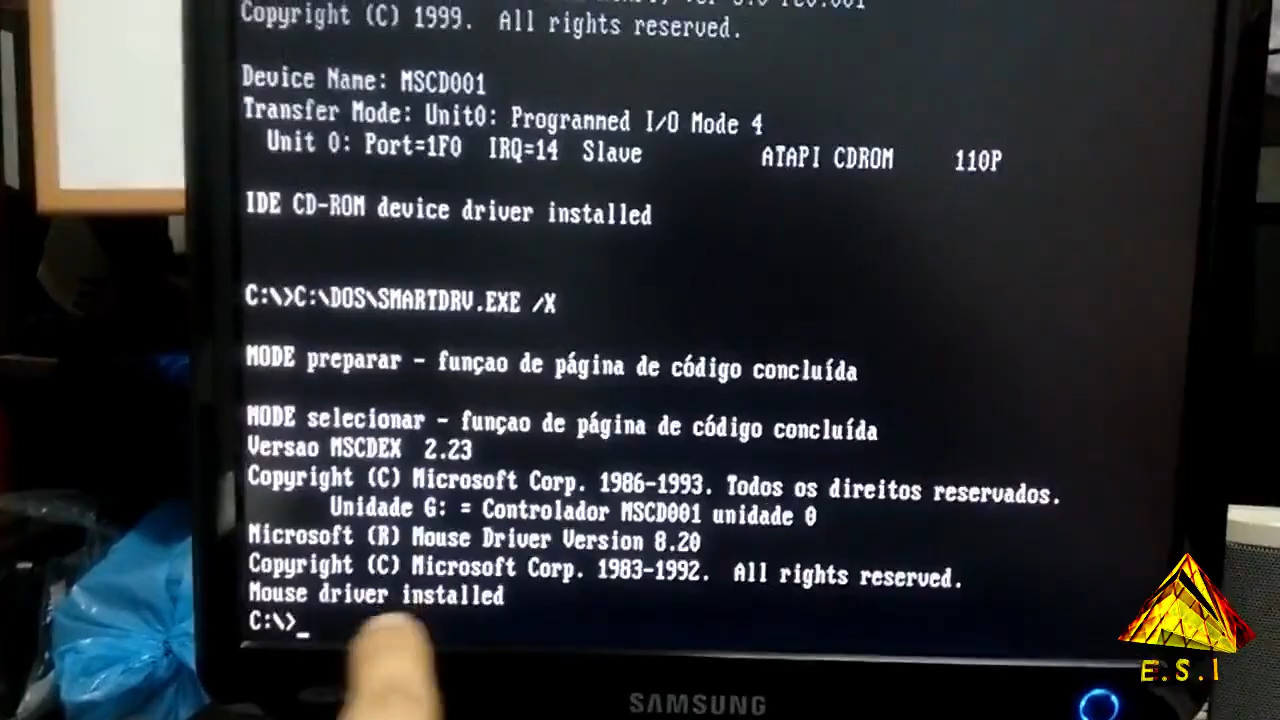 Copyright (C) 1999.  All rights reserved.
Device Name: MSCD001
Transfer Mode: Unit0: Programmed I/O Mode 4
Unit 0: Port=1F0  IRQ=14  Slave  ATAPI CDROM  110P
IDE CD-ROM device driver installed
C:\>C:\DOS\SMARTDRV.EXE /X
MODE preparar - funçao de página de código concluída
MODE selecionar - funçao de página de código concluída
Versao MSCDEX  2.23
Copyright (C) Microsoft Corp. 1986-1993. Todos os direitos reservados.
Unidade G: = Controlador MSCD001 unidade 0
Microsoft (R) Mouse Driver Version 8.20
Copyright (C) Microsoft Corp. 1983-1992.  All rights reserved.
Mouse driver installed
C:\>_
SAMSUNG
E.S.I